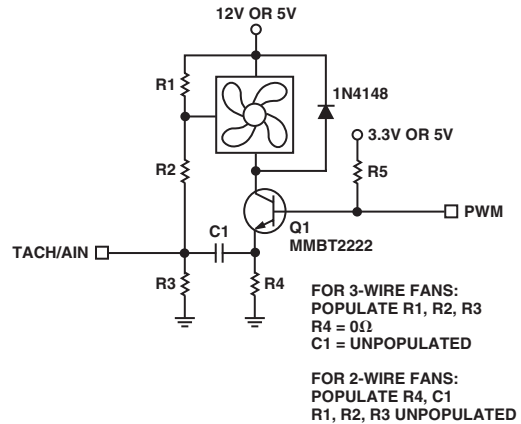 12V OR 5V
R1
1N4148
3.3V OR 5V
R2
R5
Q1
MMBT2222
PWM
TACH/AIN
C1
R3
R4
FOR 3-WIRE FANS:
POPULATE R1, R2, R3
R4 = 0Ω
C1 = UNPOPULATED
FOR 2-WIRE FANS:
POPULATE R4, C1
R1, R2, R3 UNPOPULATED